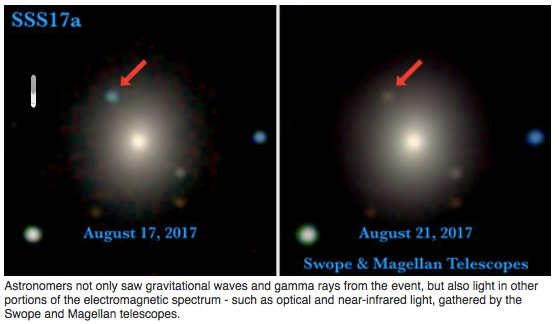 SSS17a
August 17, 2017
August 21, 2017
Swope & Magellan Telescopes
Astronomers not only saw gravitational waves and gamma rays from the event, but also light in other
portions of the electromagnetic spectrum - such as optical and near-infrared light, gathered by the
Swope and Magellan telescopes.